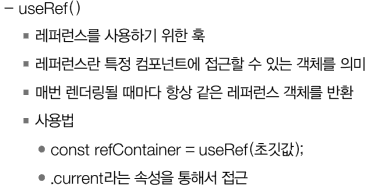 – useRef()
▪ 레퍼런스를 사용하기 위한 훅
▪ 레퍼런스란 특정 컴포넌트에 접근할 수 있는 객체를 의미
▪ 매번 렌더링될 때마다 항상 같은 레퍼런스 객체를 반환
▪ 사용법
● const refContainer = useRef(초깃값);
● .current라는 속성을 통해서 접근